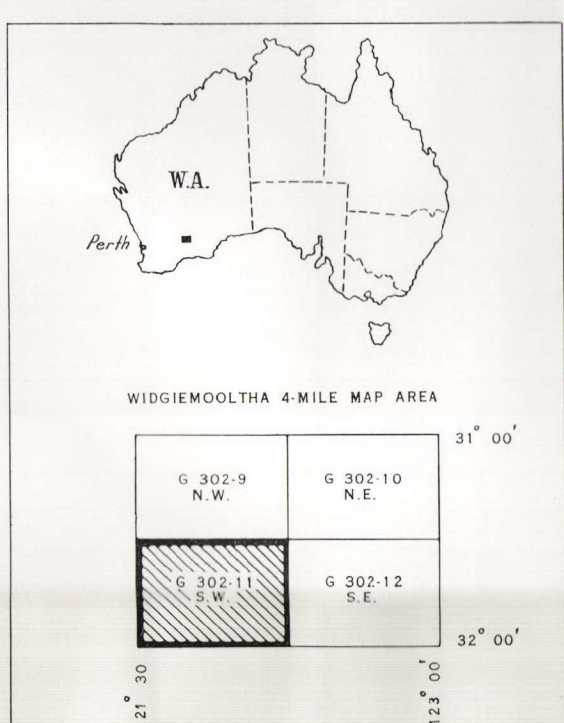 W.A.
Perth
WIDGIEMOOLTHA 4-MILE MAP AREA
31° 00'
G 302-9
N.W.
G 302-10
N.E.
G 302-11
S.W.
G 302-12
S.E.
32° 00'
21° 30
123° 00'